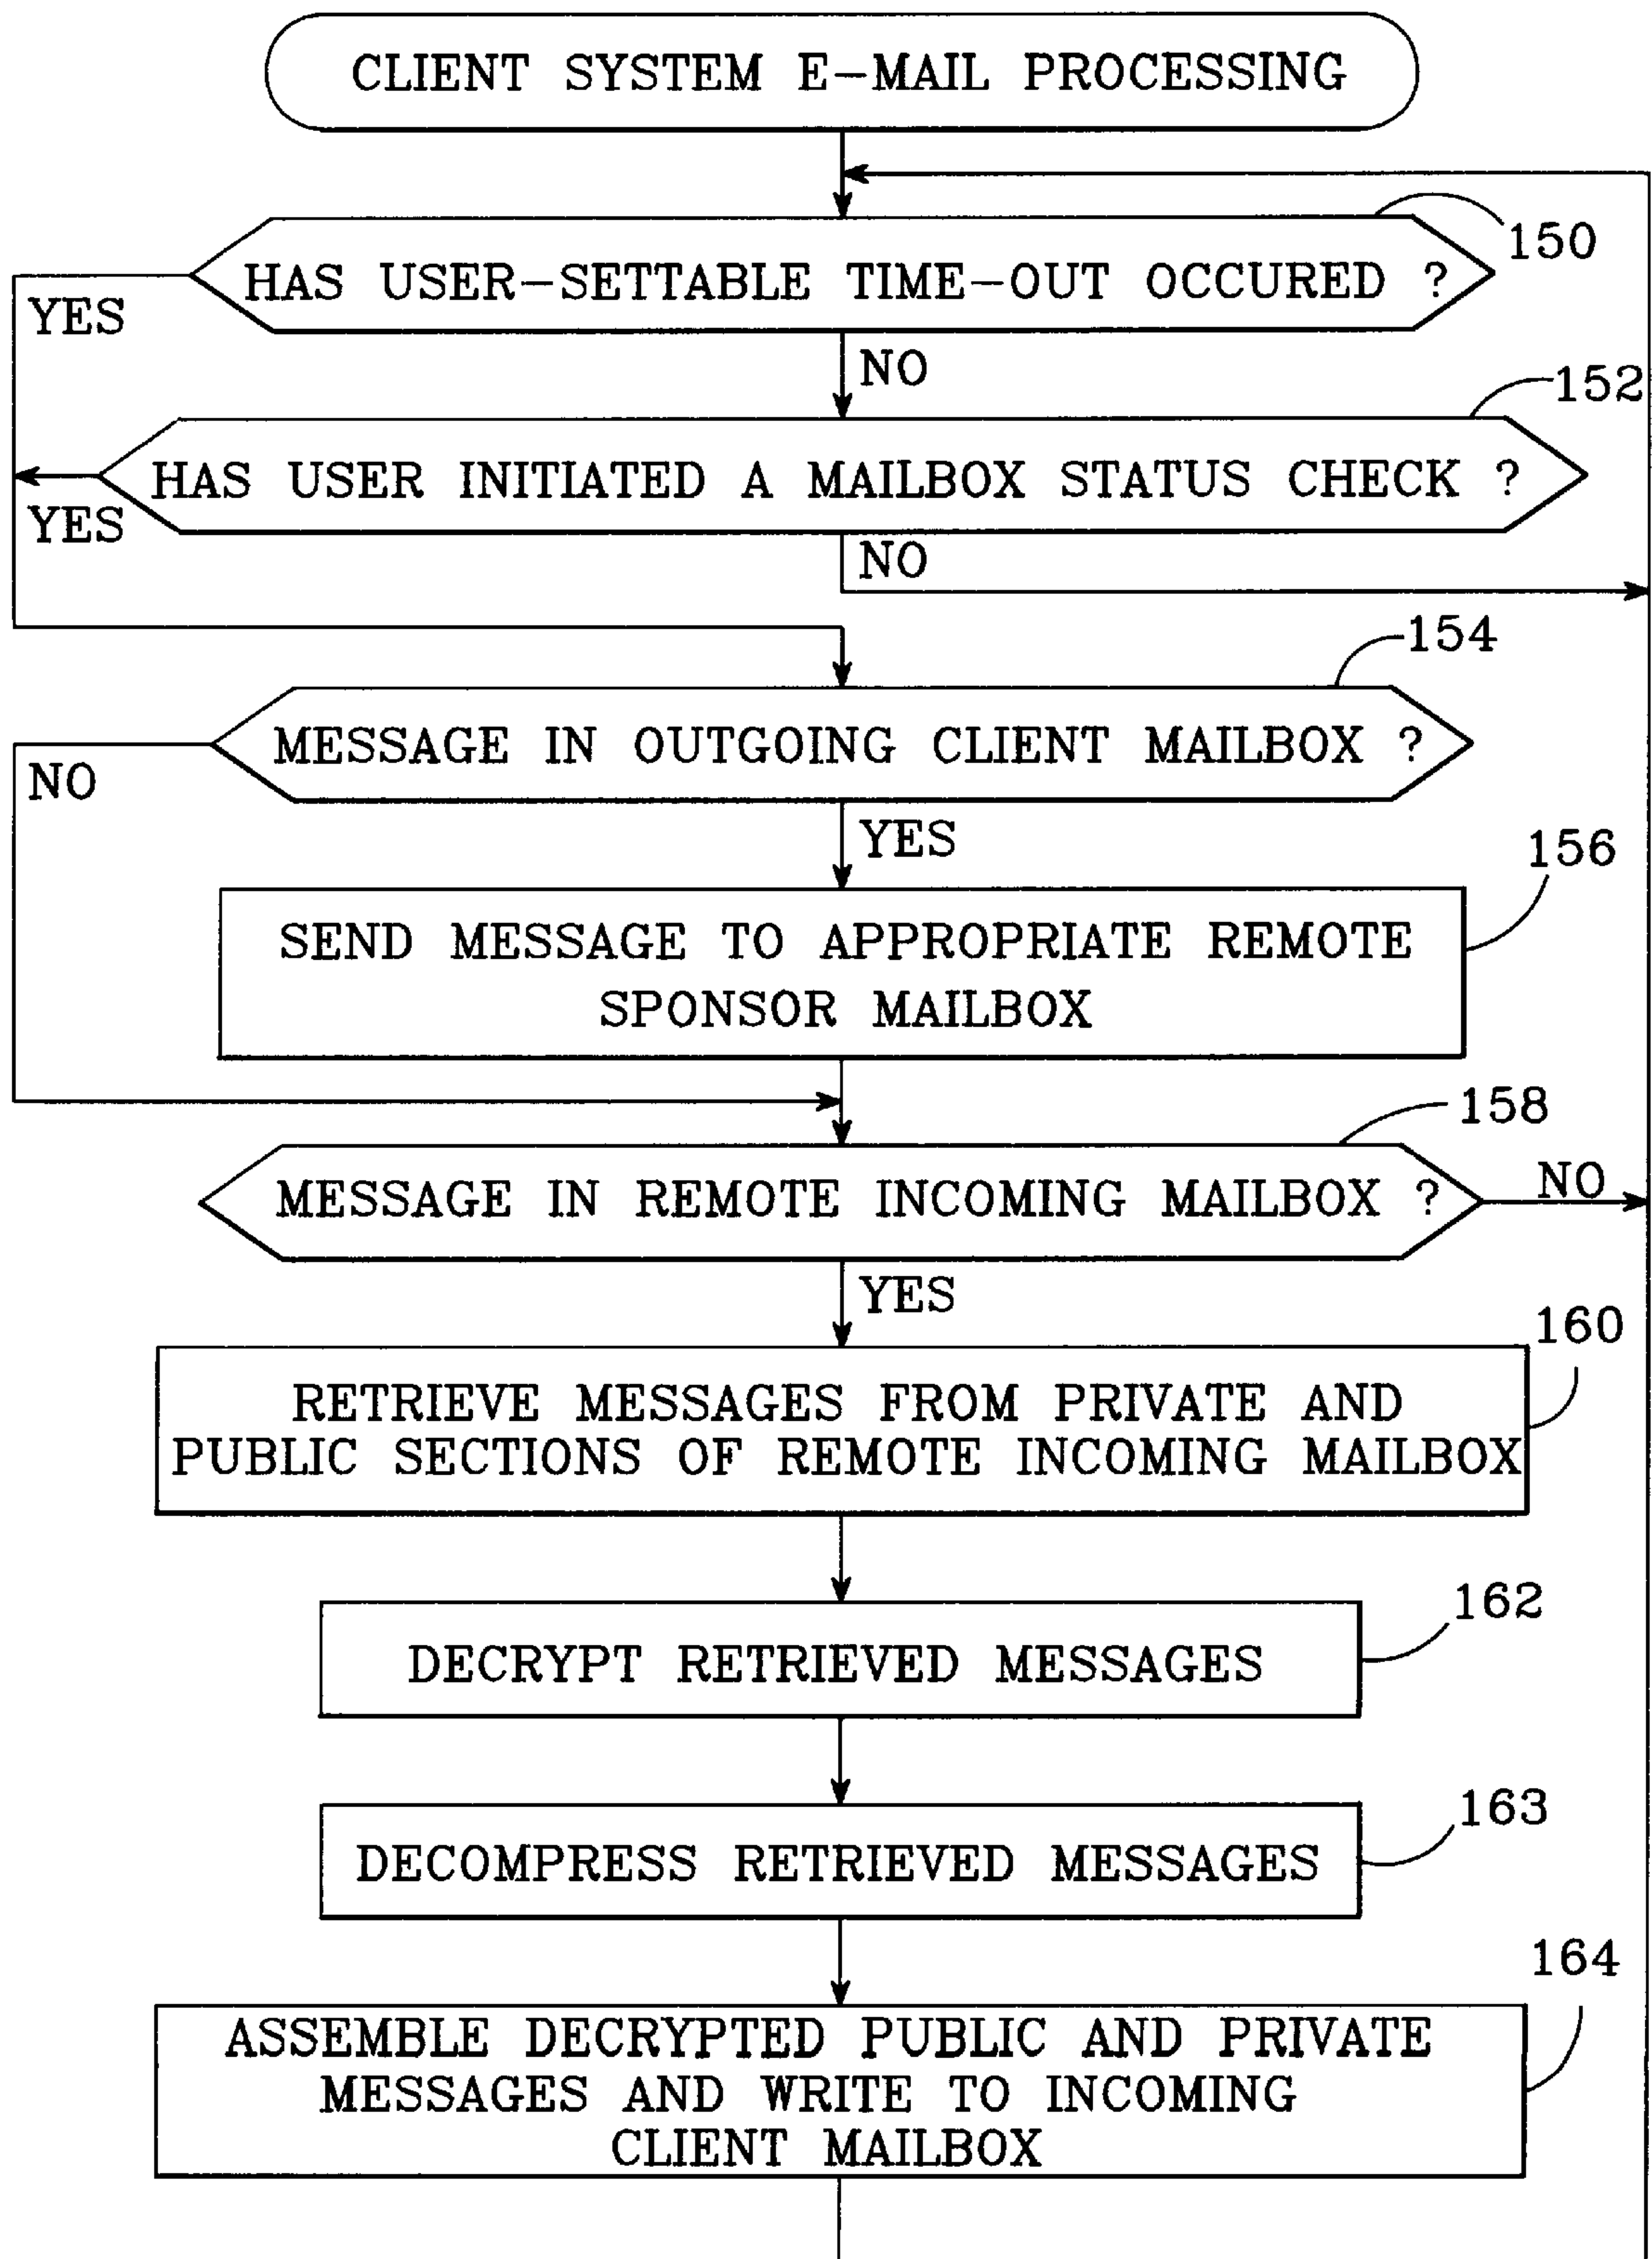 CLIENT SYSTEM E-MAIL PROCESSING
150
HAS USER-SETTABLE TIME-OUT OCCURED ?
YES
NO
152
HAS USER INITIATED A MAILBOX STATUS CHECK ?
YES
NO
154
MESSAGE IN OUTGOING CLIENT MAILBOX ?
NO
YES
156
SEND MESSAGE TO APPROPRIATE REMOTE
SPONSOR MAILBOX
158
MESSAGE IN REMOTE INCOMING MAILBOX ?
NO
YES
160
RETRIEVE MESSAGES FROM PRIVATE AND
PUBLIC SECTIONS OF REMOTE INCOMING MAILBOX
162
DECRYPT RETRIEVED MESSAGES
163
DECOMPRESS RETRIEVED MESSAGES
164
ASSEMBLE DECRYPTED PUBLIC AND PRIVATE
MESSAGES AND WRITE TO INCOMING
CLIENT MAILBOX